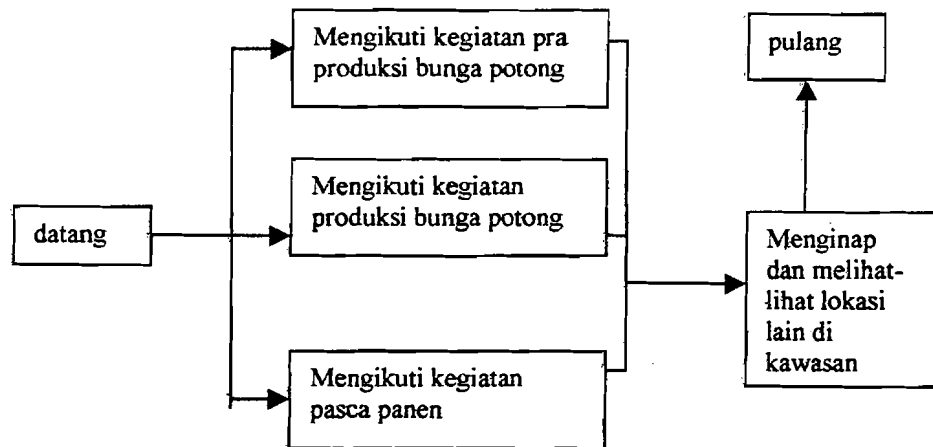 datang
Mengikuti kegiatan pra
produksi bunga potong
Mengikuti kegiatan
produksi bunga potong
Mengikuti kegiatan
pasca panen
Menginap
dan melihat-
lihat lokasi
lain di
kawasan
pulang